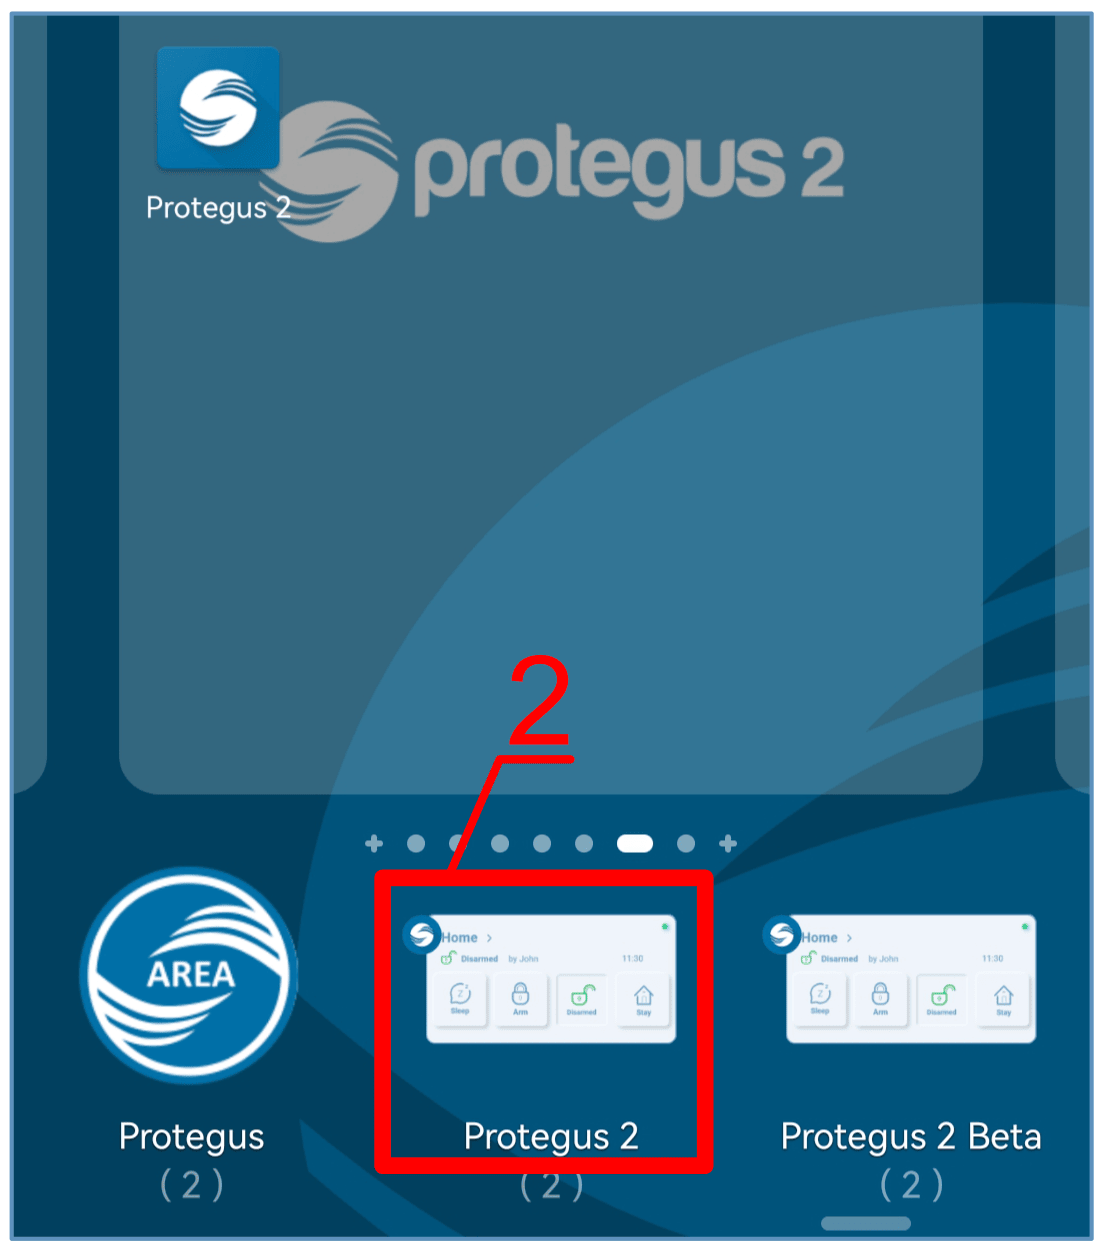 protegus 2
Protegus 2
2
AREA
Home >
Disarmed by John 11:30
Sleep Arm Disarmed Stay
Home >
Disarmed by John 11:30
Sleep Arm Disarmed Stay
Protegus Protegus 2 Protegus 2 Beta
(2) (2) (2)